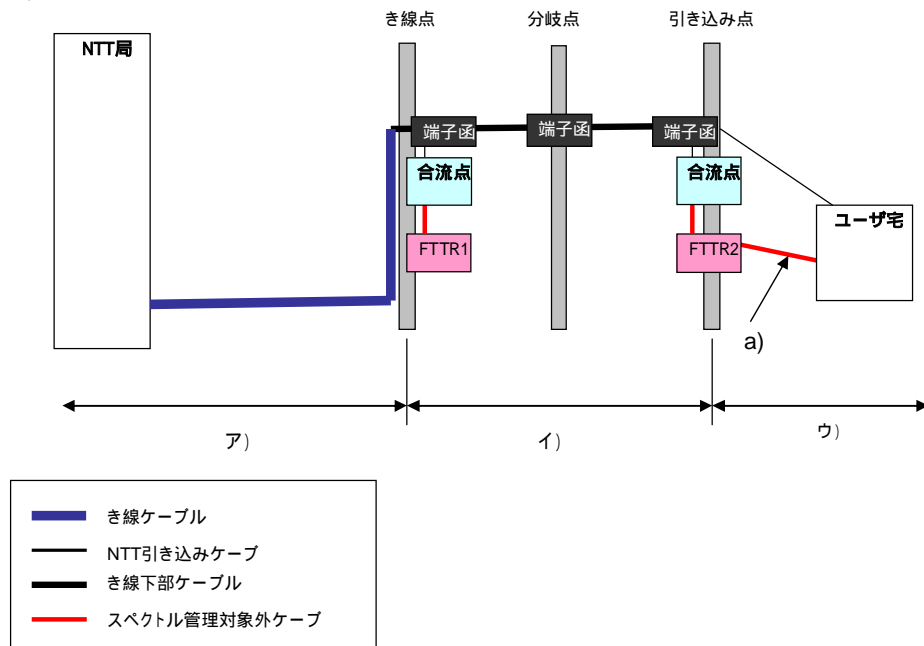 き線点
分岐点
引き込み点
NTT局
端子函
端子函
端子函
合流点
合流点
ユーザ宅
FTTR1
FTTR2
a)
ア)
イ)
ウ)
き線ケーブル
NTT引き込みケーブ
き線下部ケーブル
スペクトル管理対象外ケーブ